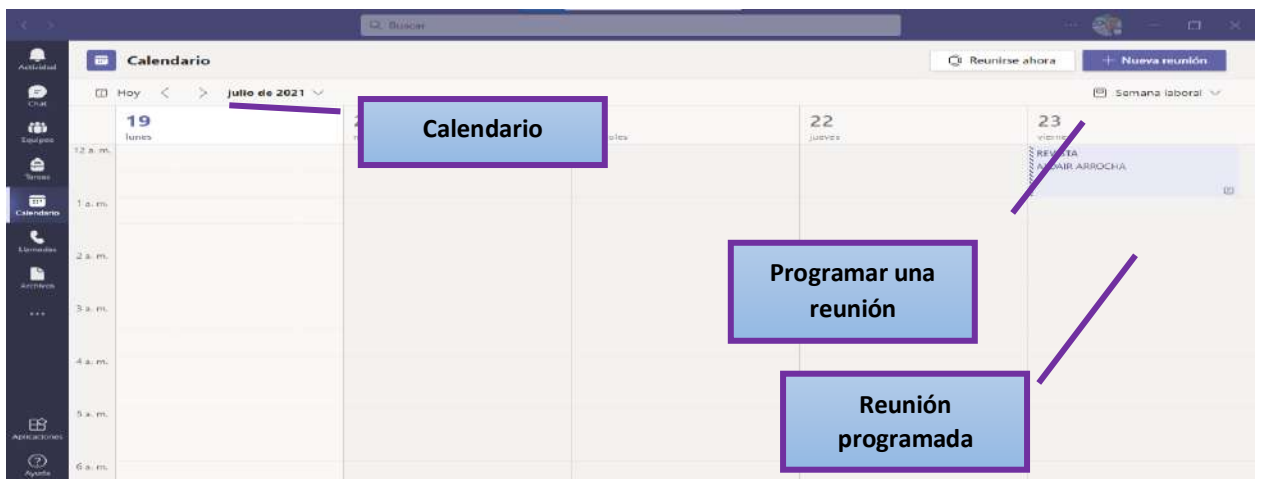 Buscar
Actividad
Calendario
Reunirse ahora
+ Nueva reunión
Chat
Hoy
julio de 2021
Semana laboral
Equipos
19
lunes
Calendario
22
jueves
23
12 a. m.
REVISTA
ARROCHA
Tareas
Calendario
1 a. m.
Llamadas
2 a. m.
Programar una
reunión
Archivos
3 a. m.
4 a. m.
Reunión
programada
5 a. m.
Aplicaciones
6 a. m.
Ayuda